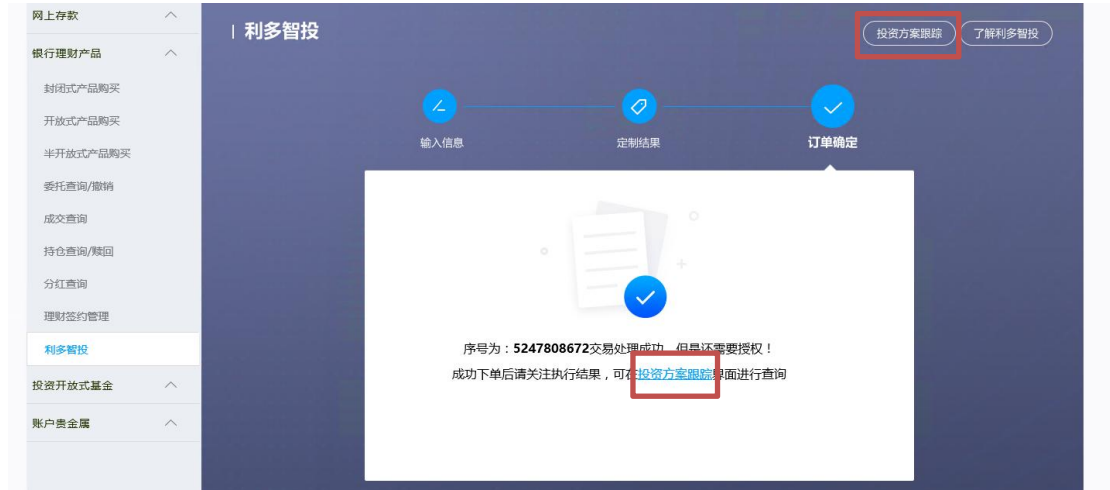 网上存款
银行理财产品
封闭式产品购买
开放式产品购买
半开放式产品购买
委托查询/撤销
成交查询
持仓查询/赎回
分红查询
理财签约管理
利多智投
投资开放式基金
账户贵金属
利多智投
投资方案跟踪
了解利多智投
输入信息
定制结果
订单确定
序号为：5247808672交易处理成功，但是还需要授权！
成功下单后请关注执行结果，可在投资方案跟踪界面进行查询